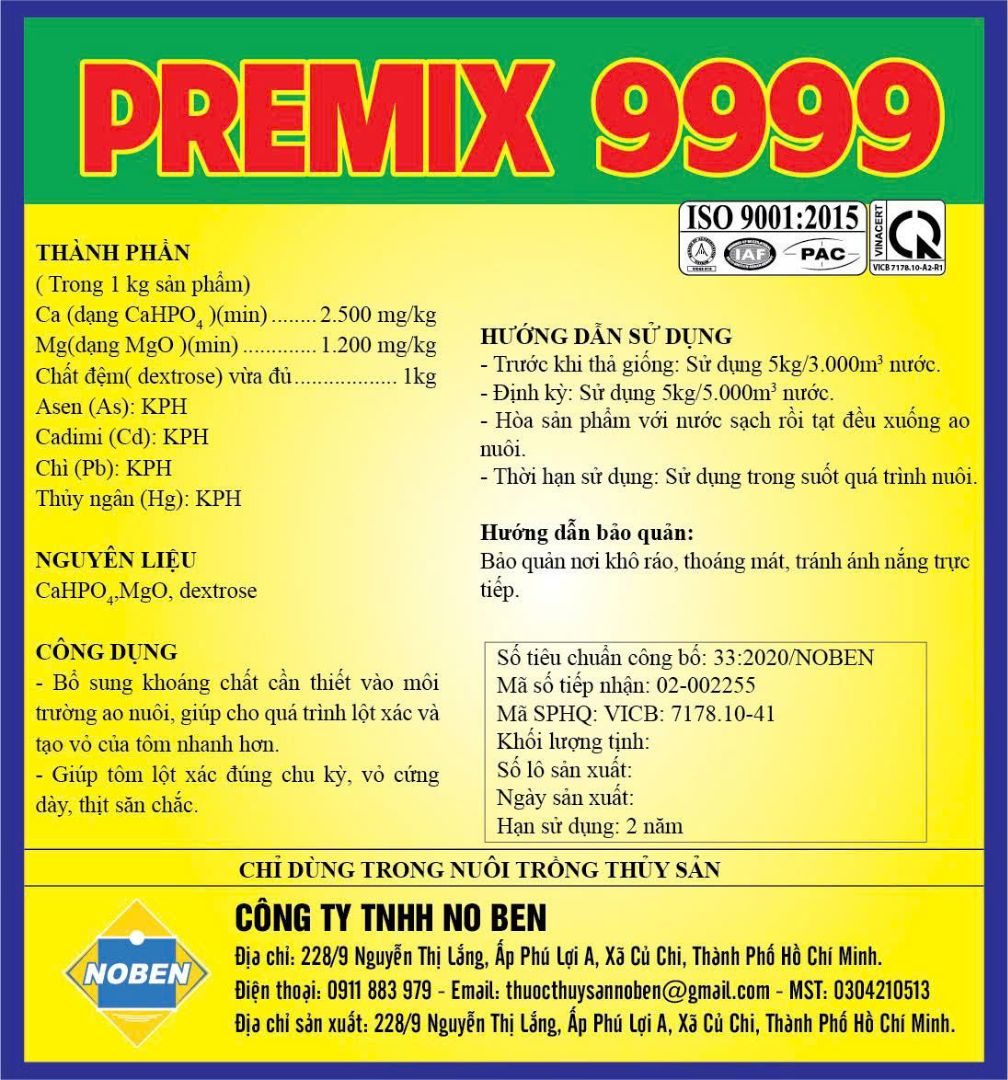 PREMIX 9999
ISO 9001:2015
IAF
PAC
VINACERT
VICB 7178.10-A2-R1
THÀNH PHẦN
( Trong 1 kg sản phẩm)
Ca (dạng CaHPO₄ )(min) ........ 2.500 mg/kg
Mg(dạng MgO )(min) ............. 1.200 mg/kg
Chất đệm( dextrose) vừa đủ.................. 1kg
Asen (As): KPH
Cadimi (Cd): KPH
Chì (Pb): KPH
Thủy ngân (Hg): KPH
NGUYÊN LIỆU
CaHPO₄,MgO, dextrose
CÔNG DỤNG
- Bổ sung khoáng chất cần thiết vào môi
trường ao nuôi, giúp cho quá trình lột xác và
tạo vỏ của tôm nhanh hơn.
- Giúp tôm lột xác đúng chu kỳ, vỏ cứng
dày, thịt săn chắc.
HƯỚNG DẪN SỬ DỤNG
- Trước khi thả giống: Sử dụng 5kg/3.000m³ nước.
- Định kỳ: Sử dụng 5kg/5.000m³ nước.
- Hòa sản phẩm với nước sạch rồi tạt đều xuống ao
nuôi.
- Thời hạn sử dụng: Sử dụng trong suốt quá trình nuôi.
Hướng dẫn bảo quản:
Bảo quản nơi khô ráo, thoáng mát, tránh ánh nắng trực
tiếp.
Số tiêu chuẩn công bố: 33:2020/NOBEN
Mã số tiếp nhận: 02-002255
Mã SPHQ: VICB: 7178.10-41
Khối lượng tịnh:
Số lô sản xuất:
Ngày sản xuất:
Hạn sử dụng: 2 năm
CHỈ DÙNG TRONG NUÔI TRỒNG THỦY SẢN
NOBEN
CÔNG TY TNHH NO BEN
Địa chỉ: 228/9 Nguyễn Thị Lắng, Ấp Phú Lợi A, Xã Củ Chi, Thành Phố Hồ Chí Minh.
Điện thoại: 0911 883 979 - Email: thuocthuysannoben@gmail.com - MST: 0304210513
Địa chỉ sản xuất: 228/9 Nguyễn Thị Lắng, Ấp Phú Lợi A, Xã Củ Chi, Thành Phố Hồ Chí Minh.